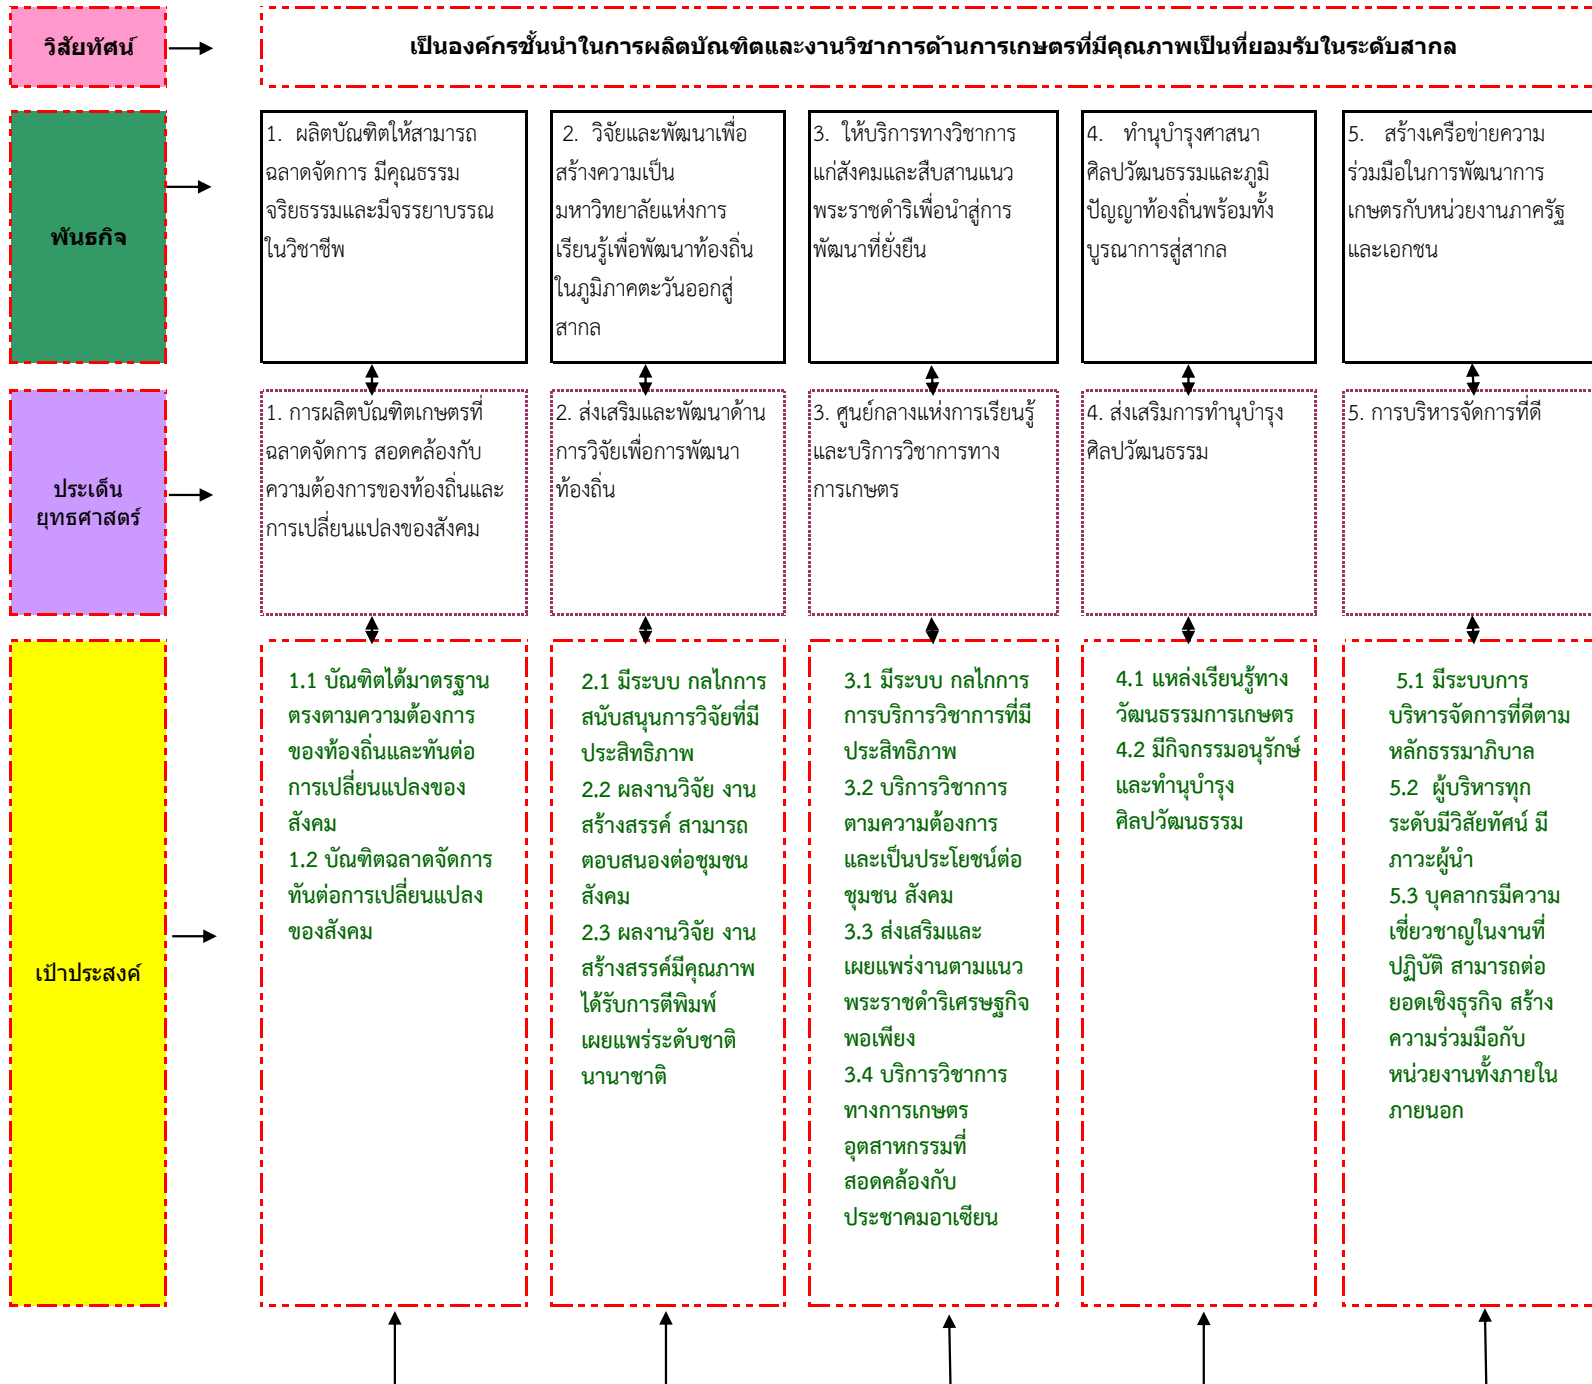 วิสัยทัศน์
เป็นองค์กรชั้นนำในการผลิตบัณฑิตและงานวิชาการด้านการเกษตรที่มีคุณภาพเป็นที่ยอมรับในระดับสากล
พันธกิจ
1. ผลิตบัณฑิตให้สามารถ
ฉลาดจัดการ มีคุณธรรม
จริยธรรมและมีจรรยาบรรณ
ในวิชาชีพ
2. วิจัยและพัฒนาเพื่อ
สร้างความเป็น
มหาวิทยาลัยแห่งการ
เรียนรู้เพื่อพัฒนาท้องถิ่น
ในภูมิภาคตะวันออกสู่
สากล
3. ให้บริการทางวิชาการ
แก่สังคมและสืบสานแนว
พระราชดำริเพื่อนำสู่การ
พัฒนาที่ยั่งยืน
4. ทำนุบำรุงศาสนา
ศิลปวัฒนธรรมและภูมิ
ปัญญาท้องถิ่นพร้อมทั้ง
บูรณาการสู่สากล
5. สร้างเครือข่ายความ
ร่วมมือในการพัฒนาการ
เกษตรกับหน่วยงานภาครัฐ
และเอกชน
ประเด็น
ยุทธศาสตร์
1. การผลิตบัณฑิตเกษตรที่
ฉลาดจัดการ สอดคล้องกับ
ความต้องการของท้องถิ่นและ
การเปลี่ยนแปลงของสังคม
2. ส่งเสริมและพัฒนาด้าน
การวิจัยเพื่อการพัฒนา
ท้องถิ่น
3. ศูนย์กลางแห่งการเรียนรู้
และบริการวิชาการทาง
การเกษตร
4. ส่งเสริมการทำนุบำรุง
ศิลปวัฒนธรรม
5. การบริหารจัดการที่ดี
เป้าประสงค์
1.1 บัณฑิตได้มาตรฐาน
ตรงตามความต้องการ
ของท้องถิ่นและทันต่อ
การเปลี่ยนแปลงของ
สังคม
1.2 บัณฑิตฉลาดจัดการ
ทันต่อการเปลี่ยนแปลง
ของสังคม
2.1 มีระบบ กลไกการ
สนับสนุนการวิจัยที่มี
ประสิทธิภาพ
2.2 ผลงานวิจัย งาน
สร้างสรรค์ สามารถ
ตอบสนองต่อชุมชน
สังคม
2.3 ผลงานวิจัย งาน
สร้างสรรค์มีคุณภาพ
ได้รับการตีพิมพ์
เผยแพร่ระดับชาติ
นานาชาติ
3.1 มีระบบ กลไกการ
การบริการวิชาการที่มี
ประสิทธิภาพ
3.2 บริการวิชาการ
ตามความต้องการ
และเป็นประโยชน์ต่อ
ชุมชน สังคม
3.3 ส่งเสริมและ
เผยแพร่งานตามแนว
พระราชดำริเศรษฐกิจ
พอเพียง
3.4 บริการวิชาการ
ทางการเกษตร
อุตสาหกรรมที่
สอดคล้องกับ
ประชาคมอาเซียน
4.1 แหล่งเรียนรู้ทาง
วัฒนธรรมการเกษตร
4.2 มีกิจกรรมอนุรักษ์
และทำนุบำรุง
ศิลปวัฒนธรรม
5.1 มีระบบการ
บริหารจัดการที่ดีตาม
หลักธรรมาภิบาล
5.2 ผู้บริหารทุก
ระดับมีวิสัยทัศน์ มี
ภาวะผู้นำ
5.3 บุคลากรมีความ
เชี่ยวชาญในงานที่
ปฏิบัติ สามารถต่อ
ยอดเชิงธุรกิจ สร้าง
ความร่วมมือกับ
หน่วยงานทั้งภายใน
ภายนอก